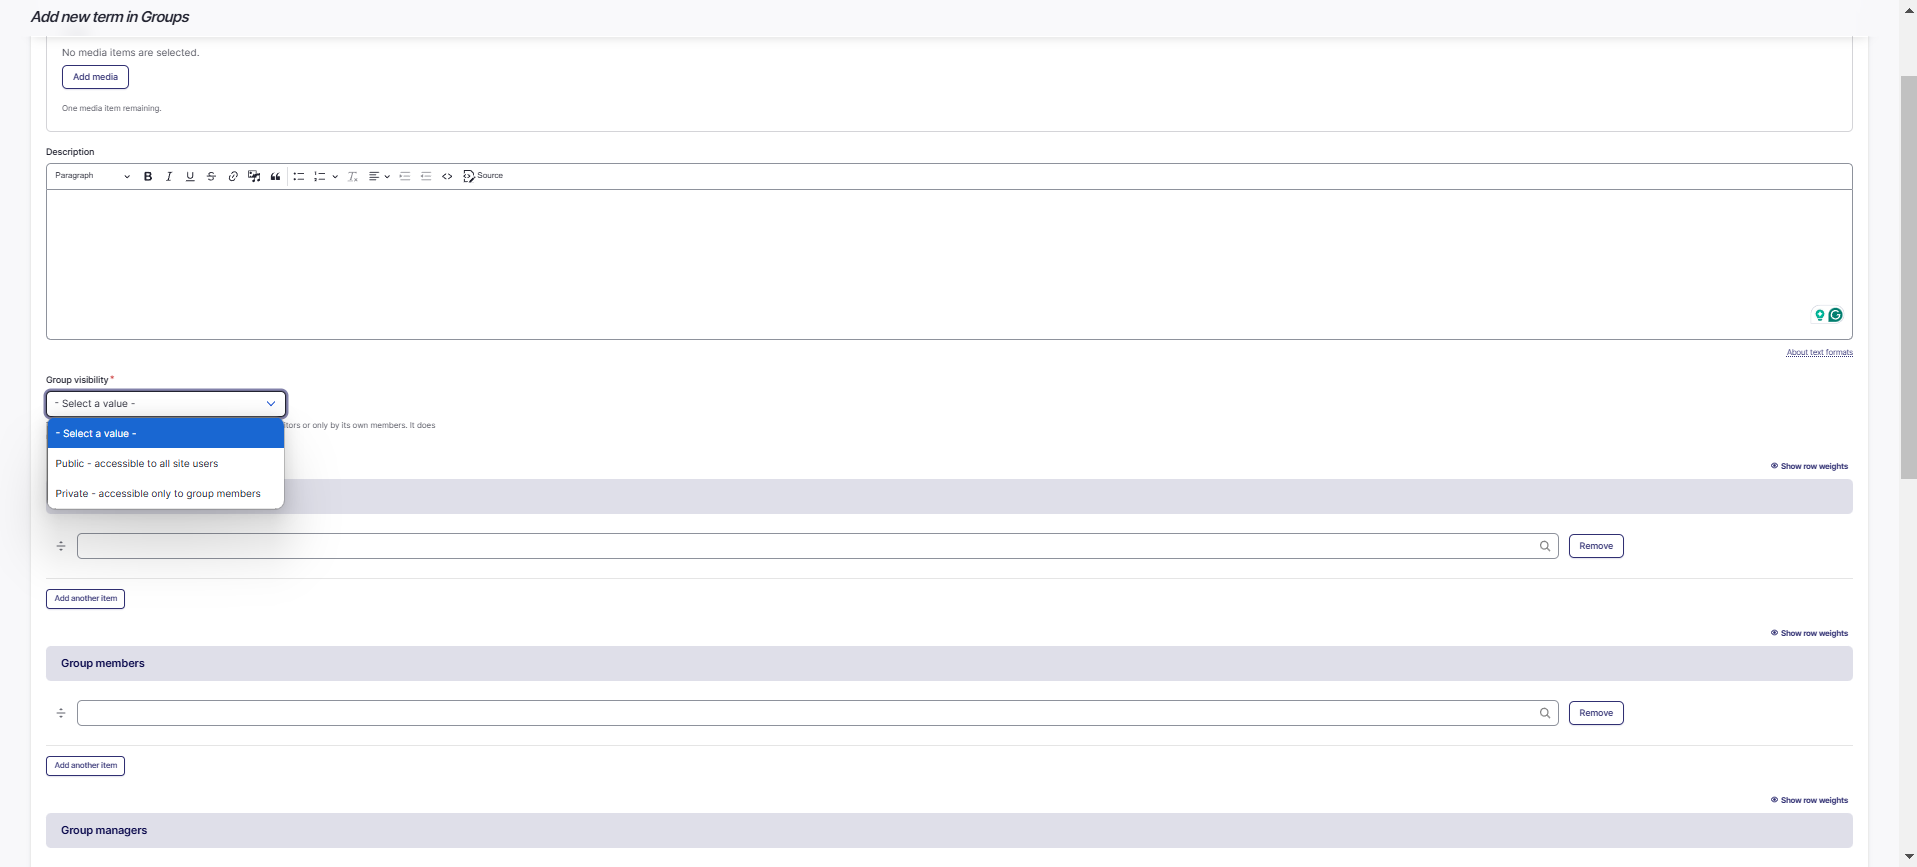 Add new term in Groups
No media items are selected.
Add media
One media item remaining.
Description
Paragraph
Source
About text formats
Group visibility *
- Select a value -
- Select a value -
itors or only by its own members. It does
Public - accessible to all site users
Show row weights
Private - accessible only to group members
Remove
Add another item
Show row weights
Group members
Remove
Add another item
Show row weights
Group managers